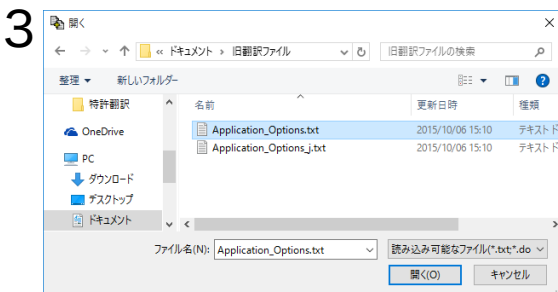 3
開く
« ドキュメント › 旧翻訳ファイル
旧翻訳ファイルの検索
整理 ▼ 新しいフォルダー
特許翻訳
OneDrive
PC
ダウンロード
デスクトップ
ドキュメント
名前 更新日時 種類
Application_Options.txt 2015/10/06 15:10 テキスト ド
Application_Options_j.txt 2015/10/06 15:10 テキスト ド
ファイル名(N): Application_Options.txt 読み込み可能なファイル(*.txt;*.do
開く(O) キャンセル